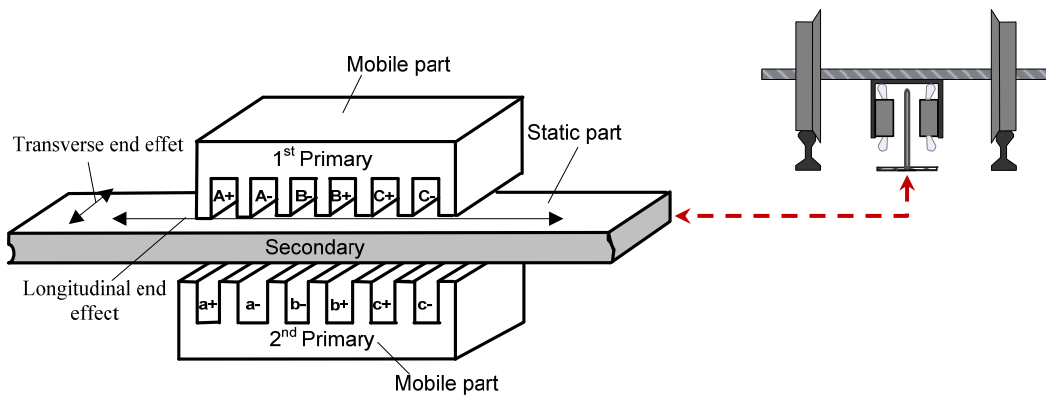 Mobile part
Transverse end effet
Static part
1st Primary
A+ A- B- B+ C+ C-
Secondary
Longitudinal end
effect
a+ a- b- b+ c+ c-
2nd Primary
Mobile part